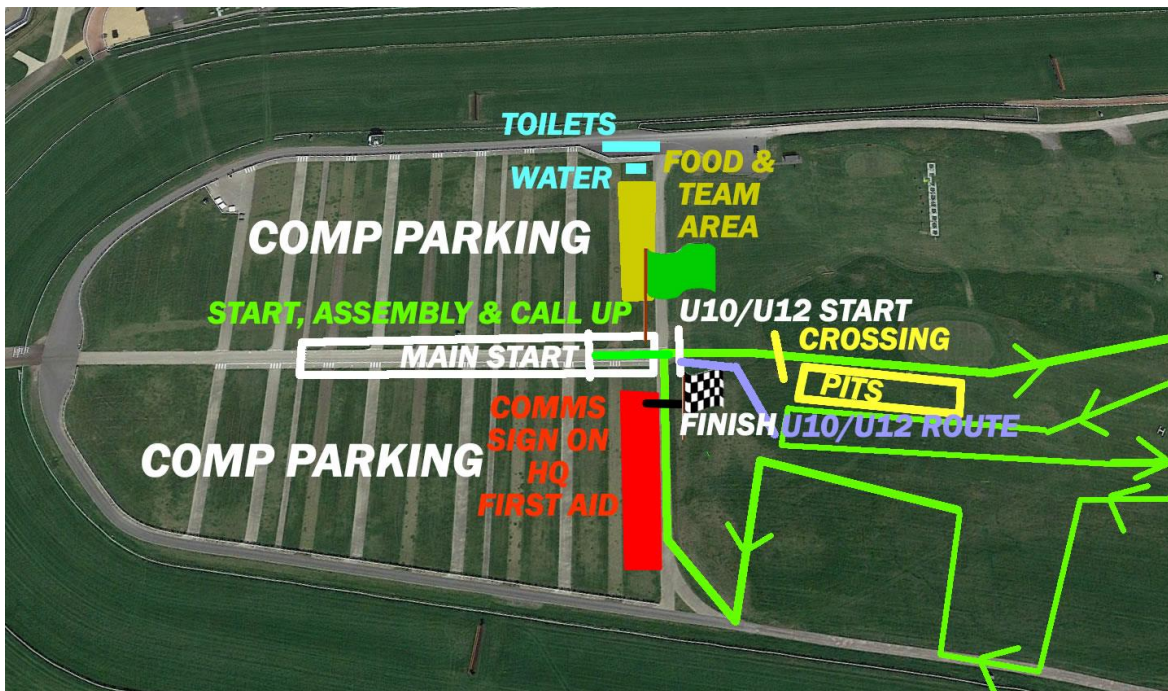 TOILETS
WATER
FOOD &
TEAM
AREA
COMP PARKING
START, ASSEMBLY & CALL UP
U10/U12 START
CROSSING
MAIN START
PITS
COMMS
SIGN ON
HQ
FIRST AID
FINISH
U10/U12 ROUTE
COMP PARKING